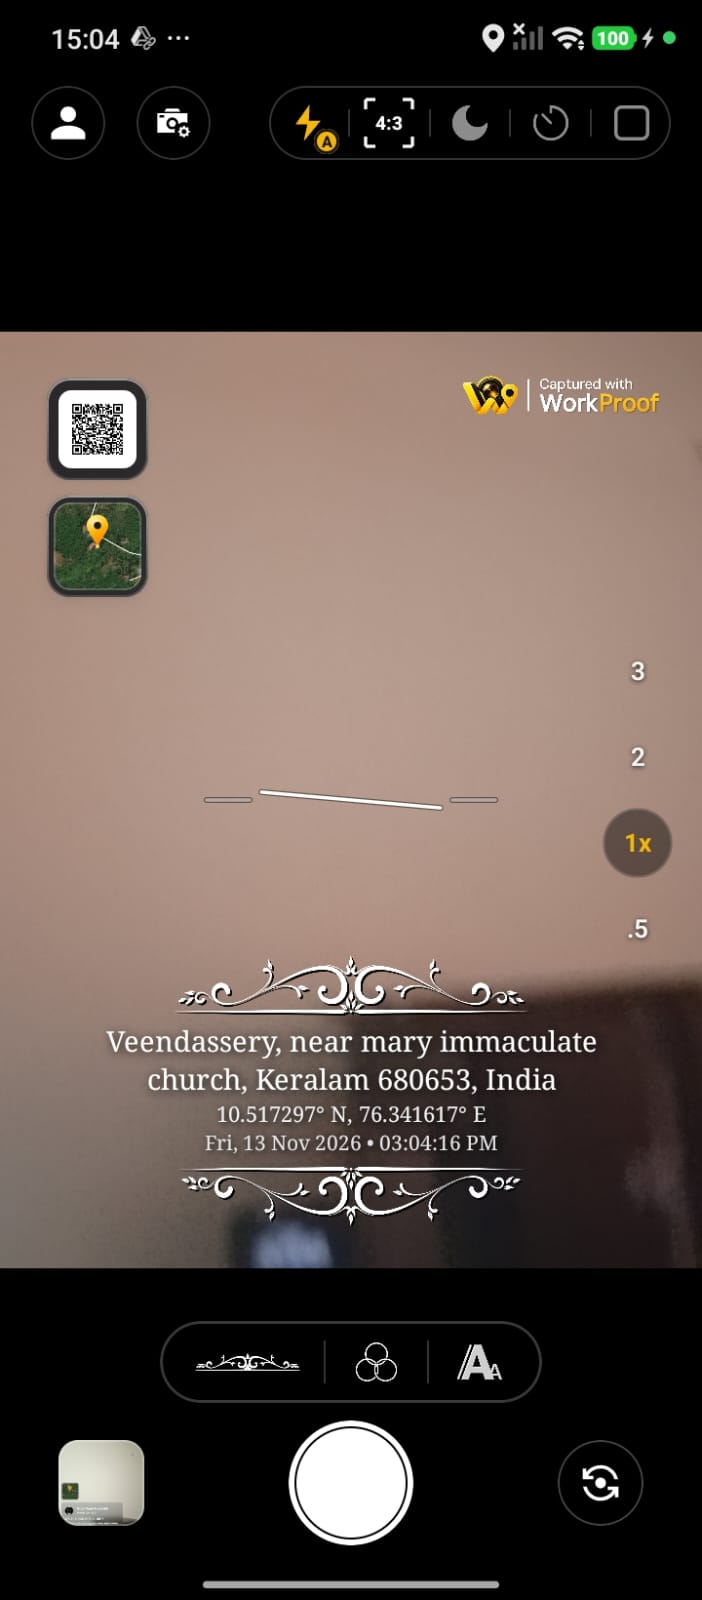 15:04
100
A
4:3
Captured with
WorkProof
3
2
1x
.5
Veendassery, near mary immaculate
church, Keralam 680653, India
10.517297° N, 76.341617° E
Fri, 13 Nov 2026 • 03:04:16 PM
AA